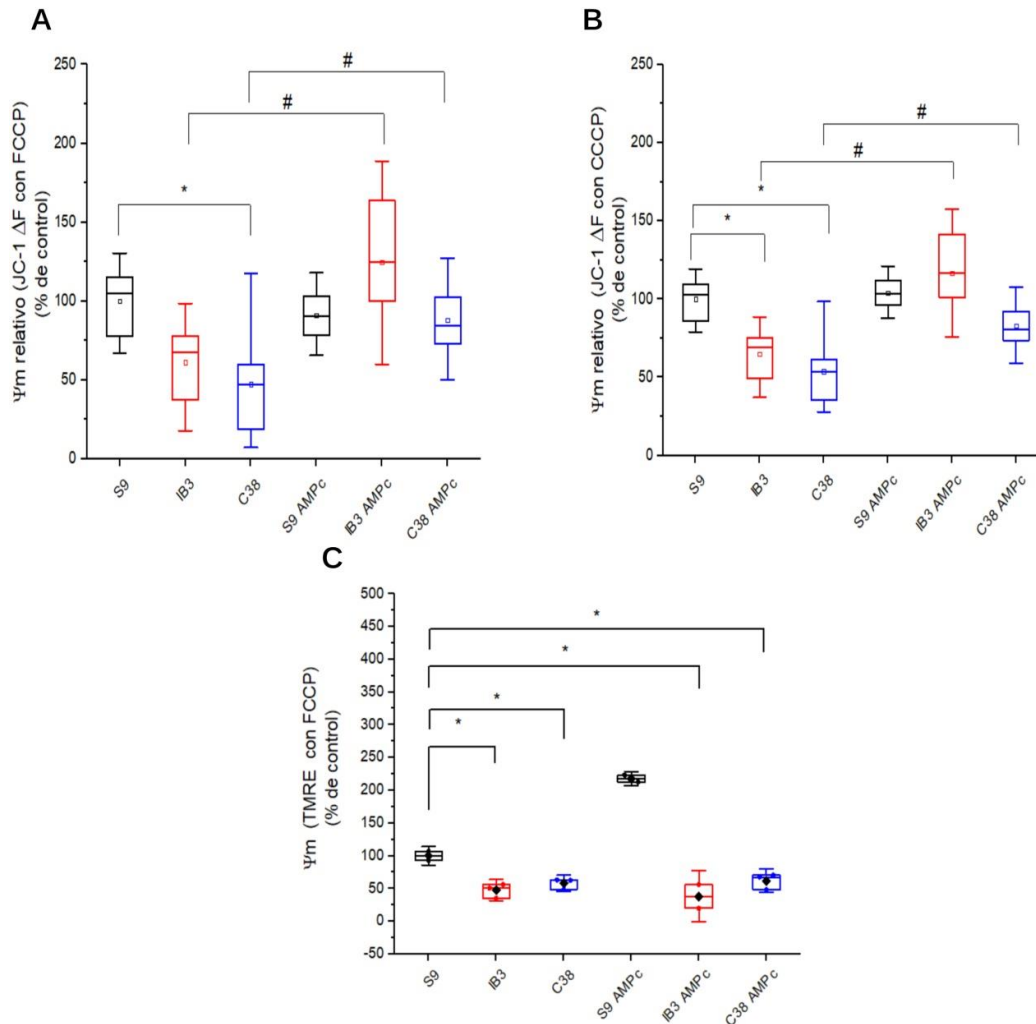 A
Ψm relativo (JC-1 ΔF con FCCP)
(% de control)
250
200
150
100
50
0
#
#
*
S9
IB3
C38
S9 AMPc
IB3 AMPc
C38 AMPc
B
Ψm relativo (JC-1 ΔF con CCCP)
(% de control)
250
200
150
100
50
0
#
#
*
*
S9
IB3
C38
S9 AMPc
IB3 AMPc
C38 AMPc
C
Ψm (TMRE con FCCP)
(% de control)
500
450
400
350
300
250
200
150
100
50
0
-50
*
*
*
*
S9
IB3
C38
S9 AMPc
IB3 AMPc
C38 AMPc